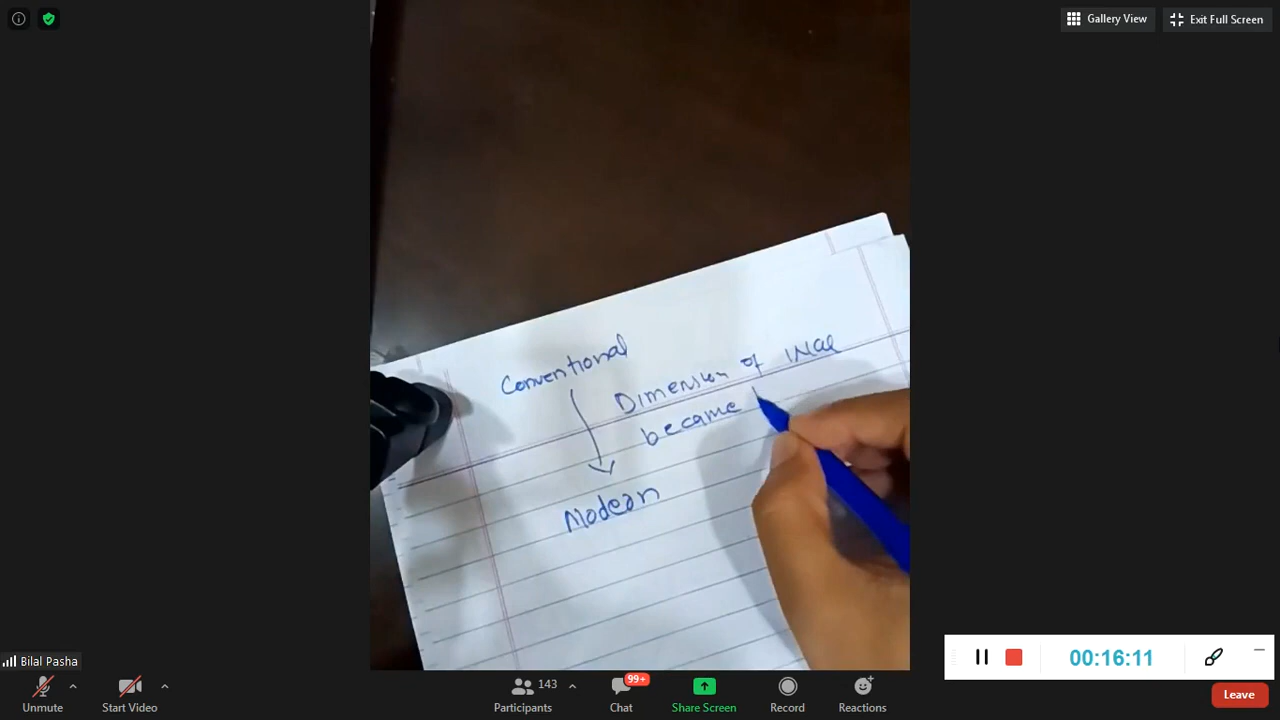 Gallery View
Exit Full Screen
Conventional
Dimension of
became
Modern
00:16:11
Bilal Pasha
Unmute
Start Video
143
Participants
99+
Chat
Share Screen
Record
Reactions
Leave